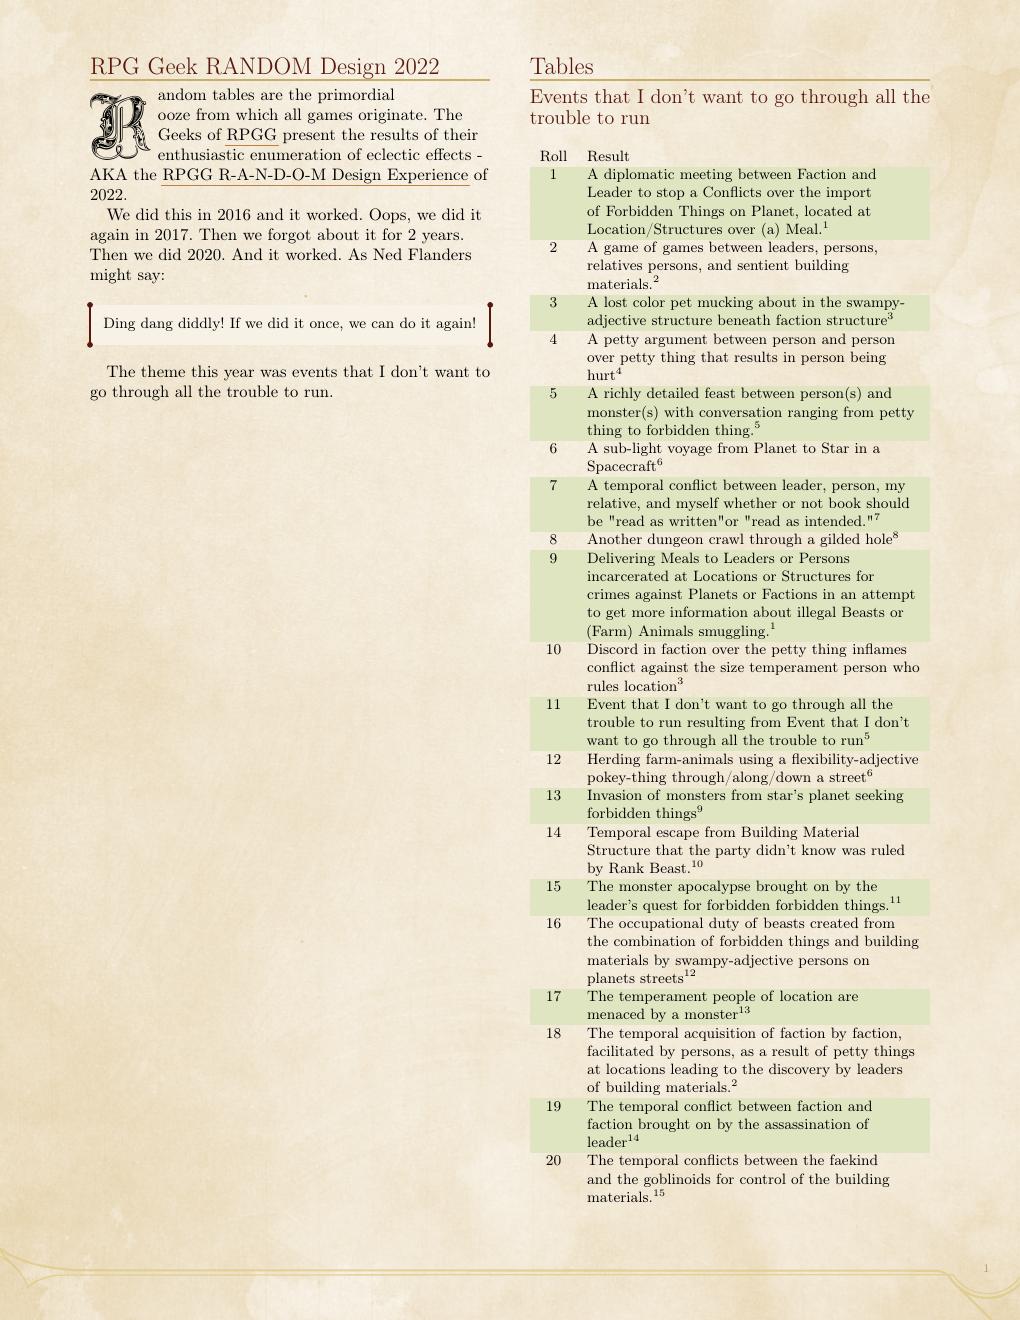 RPG Geek RANDOM Design 2022
Random tables are the primordial
ooze from which all games originate. The
Geeks of RPGG present the results of their
enthusiastic enumeration of eclectic effects -
AKA the RPGG R-A-N-D-O-M Design Experience of
2022.
We did this in 2016 and it worked. Oops, we did it
again in 2017. Then we forgot about it for 2 years.
Then we did 2020. And it worked. As Ned Flanders
might say:
Ding dang diddly! If we did it once, we can do it again!
The theme this year was events that I don't want to
go through all the trouble to run.
Tables
Events that I don't want to go through all the
trouble to run
Roll Result
1 A diplomatic meeting between Faction and
Leader to stop a Conflicts over the import
of Forbidden Things on Planet, located at
Location/Structures over (a) Meal.1
2 A game of games between leaders, persons,
relatives persons, and sentient building
materials.2
3 A lost color pet mucking about in the swampy-
adjective structure beneath faction structure3
4 A petty argument between person and person
over petty thing that results in person being
hurt4
5 A richly detailed feast between person(s) and
monster(s) with conversation ranging from petty
thing to forbidden thing.5
6 A sub-light voyage from Planet to Star in a
Spacecraft6
7 A temporal conflict between leader, person, my
relative, and myself whether or not book should
be "read as written"or "read as intended."7
8 Another dungeon crawl through a gilded hole8
9 Delivering Meals to Leaders or Persons
incarcerated at Locations or Structures for
crimes against Planets or Factions in an attempt
to get more information about illegal Beasts or
(Farm) Animals smuggling.1
10 Discord in faction over the petty thing inflames
conflict against the size temperament person who
rules location3
11 Event that I don't want to go through all the
trouble to run resulting from Event that I don't
want to go through all the trouble to run5
12 Herding farm-animals using a flexibility-adjective
pokey-thing through/along/down a street6
13 Invasion of monsters from star's planet seeking
forbidden things9
14 Temporal escape from Building Material
Structure that the party didn't know was ruled
by Rank Beast.10
15 The monster apocalypse brought on by the
leader's quest for forbidden forbidden things.11
16 The occupational duty of beasts created from
the combination of forbidden things and building
materials by swampy-adjective persons on
planets streets12
17 The temperament people of location are
menaced by a monster13
18 The temporal acquisition of faction by faction,
facilitated by persons, as a result of petty things
at locations leading to the discovery by leaders
of building materials.2
19 The temporal conflict between faction and
faction brought on by the assassination of
leader14
20 The temporal conflicts between the faekind
and the goblinoids for control of the building
materials.15
1